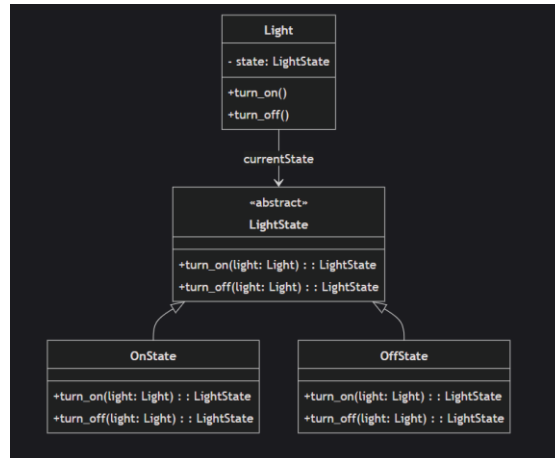 Light
- state: LightState
+turn_on()
+turn_off()
currentState
«abstract»
LightState
+turn_on(light: Light) : : LightState
+turn_off(light: Light) : : LightState
OnState
+turn_on(light: Light) : : LightState
+turn_off(light: Light) : : LightState
OffState
+turn_on(light: Light) : : LightState
+turn_off(light: Light) : : LightState